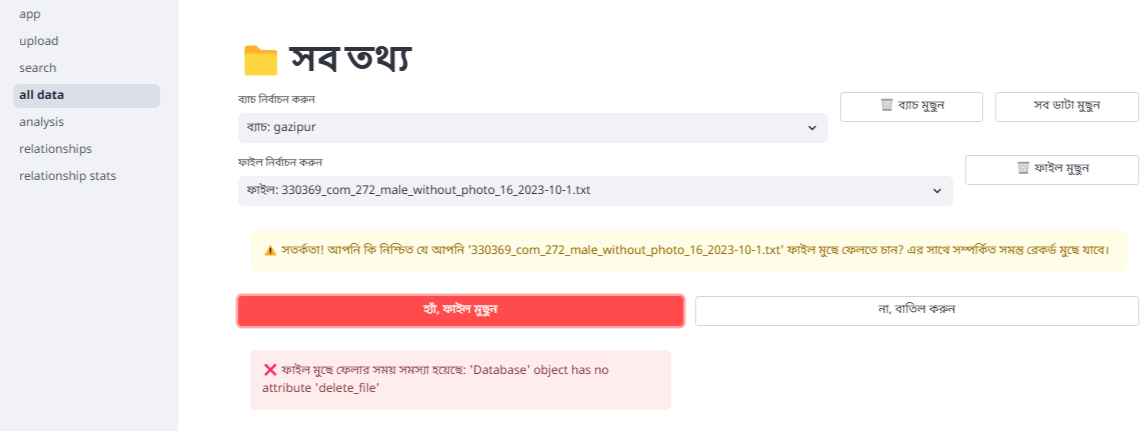 app
upload
search
all data
analysis
relationships
relationship stats
📁 সব তথ্য
ব্যাচ নির্বাচন করুন
ব্যাচ: gazipur
🗑️ ব্যাচ মুছুন
সব ডাটা মুছুন
ফাইল নির্বাচন করুন
ফাইল: 330369_com_272_male_without_photo_16_2023-10-1.txt
🗑️ ফাইল মুছুন
⚠️ সতর্কতা! আপনি কি নিশ্চিত যে আপনি '330369_com_272_male_without_photo_16_2023-10-1.txt' ফাইল মুছে ফেলতে চান? এর সাথে সম্পর্কিত সমস্ত রেকর্ড মুছে যাবে।
হ্যাঁ, ফাইল মুছুন
না, বাতিল করুন
❌ ফাইল মুছে ফেলার সময় সমস্যা হয়েছে: 'Database' object has no
attribute 'delete_file'